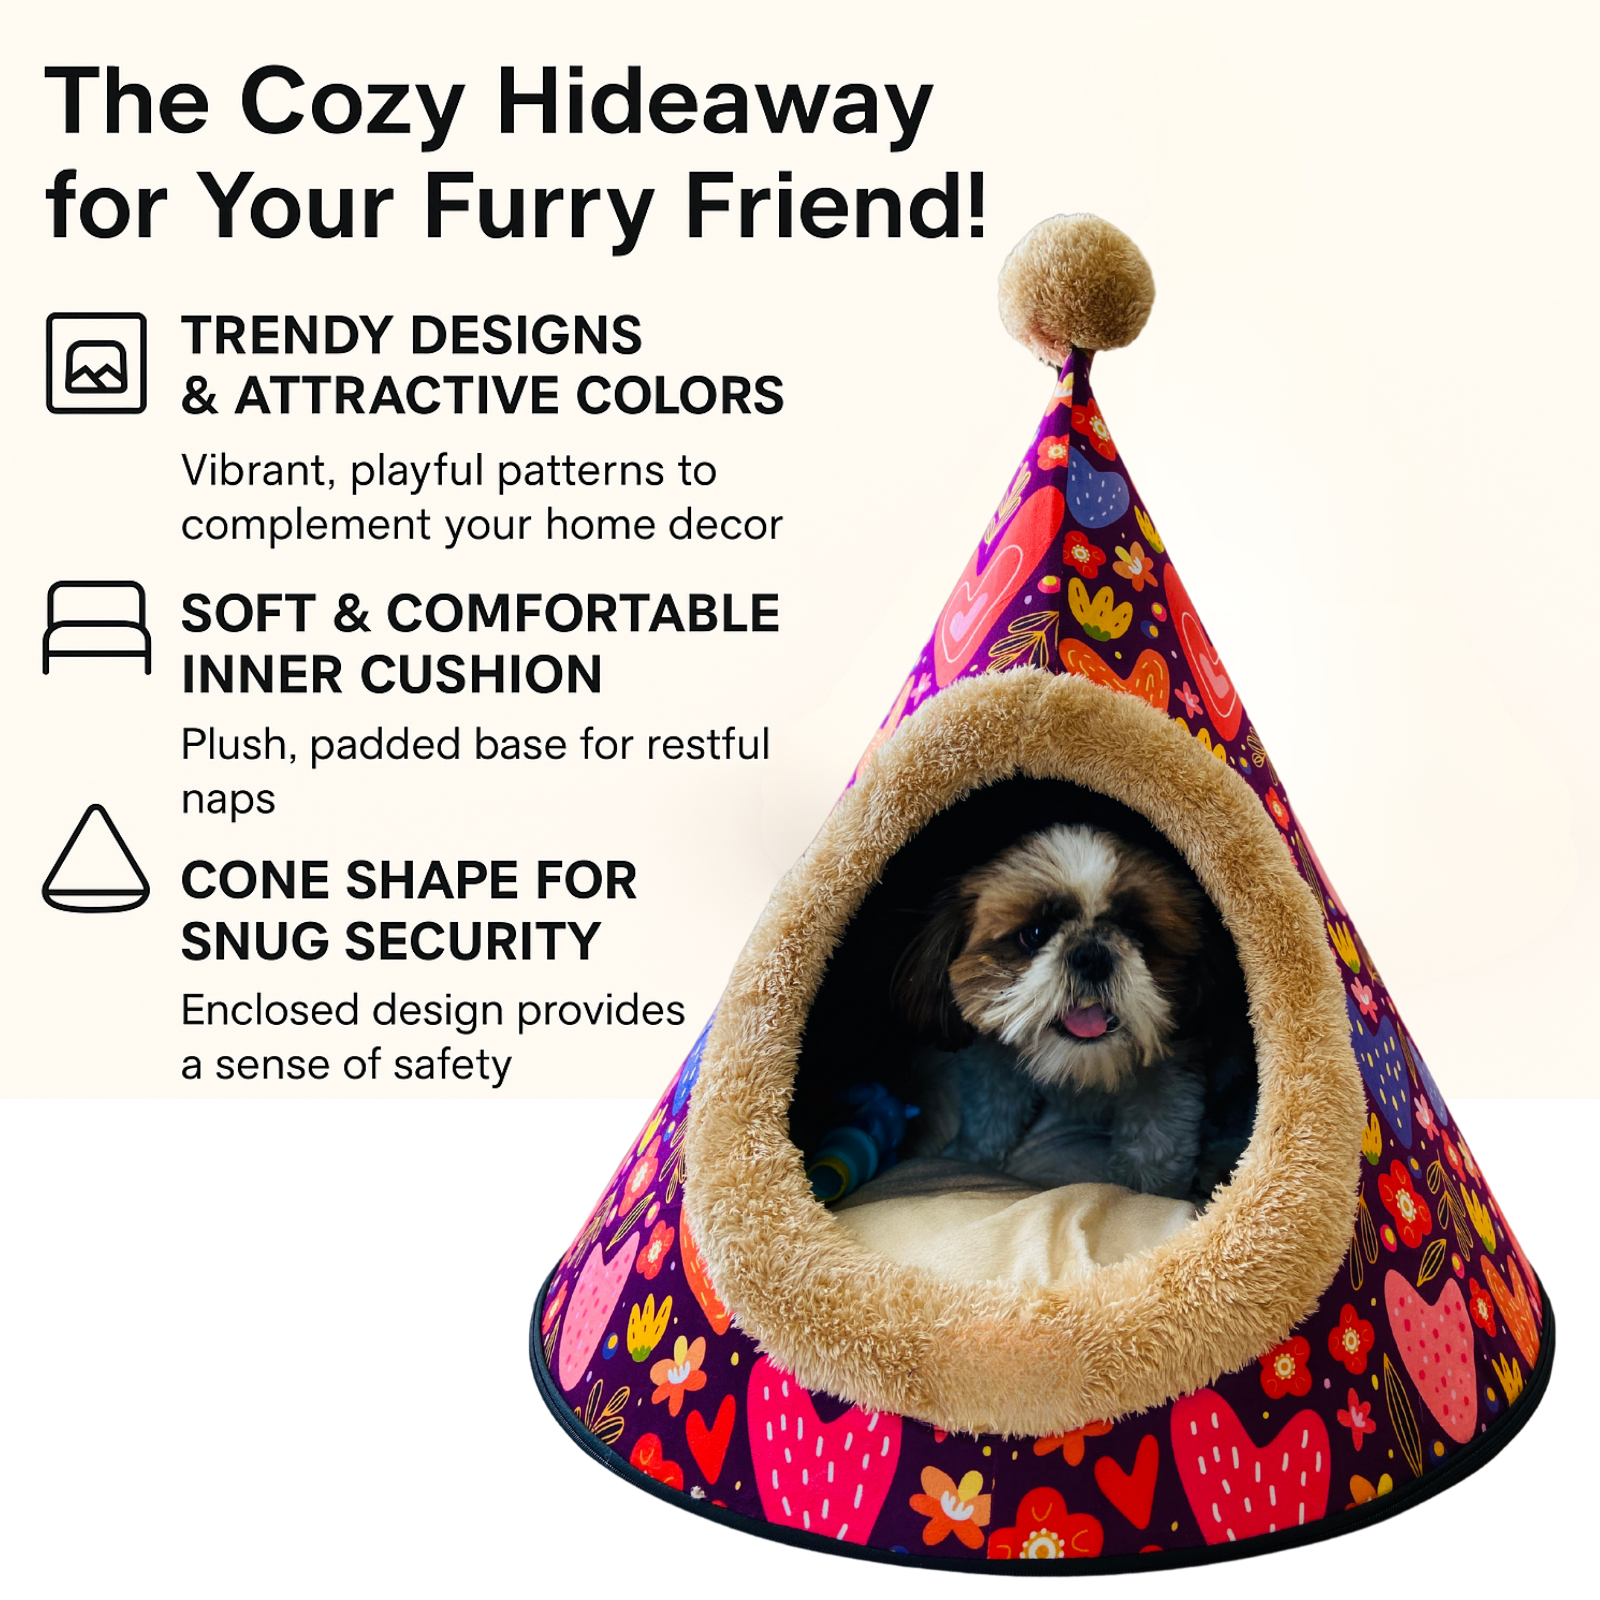 The Cozy Hideaway
for Your Furry Friend!
TRENDY DESIGNS
& ATTRACTIVE COLORS
Vibrant, playful patterns to
complement your home decor
SOFT & COMFORTABLE
INNER CUSHION
Plush, padded base for restful
naps
CONE SHAPE FOR
SNUG SECURITY
Enclosed design provides
a sense of safety